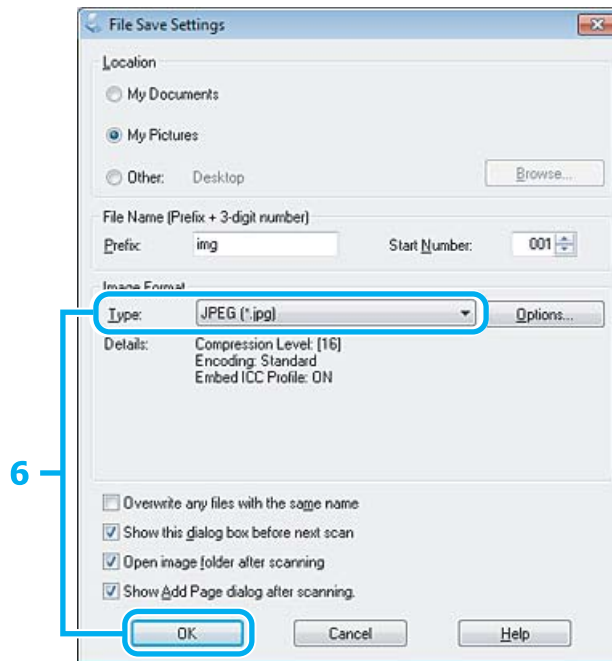 File Save Settings
Location
My Documents
My Pictures
Other: Desktop Browse...
File Name (Prefix + 3-digit number)
Prefix: img Start Number: 001
Image Format
Type: JPEG (*.jpg) Options...
Details: Compression Level: [16]
Encoding: Standard
Embed ICC Profile: ON
6
Overwrite any files with the same name
Show this dialog box before next scan
Open image folder after scanning
Show Add Page dialog after scanning.
OK Cancel Help